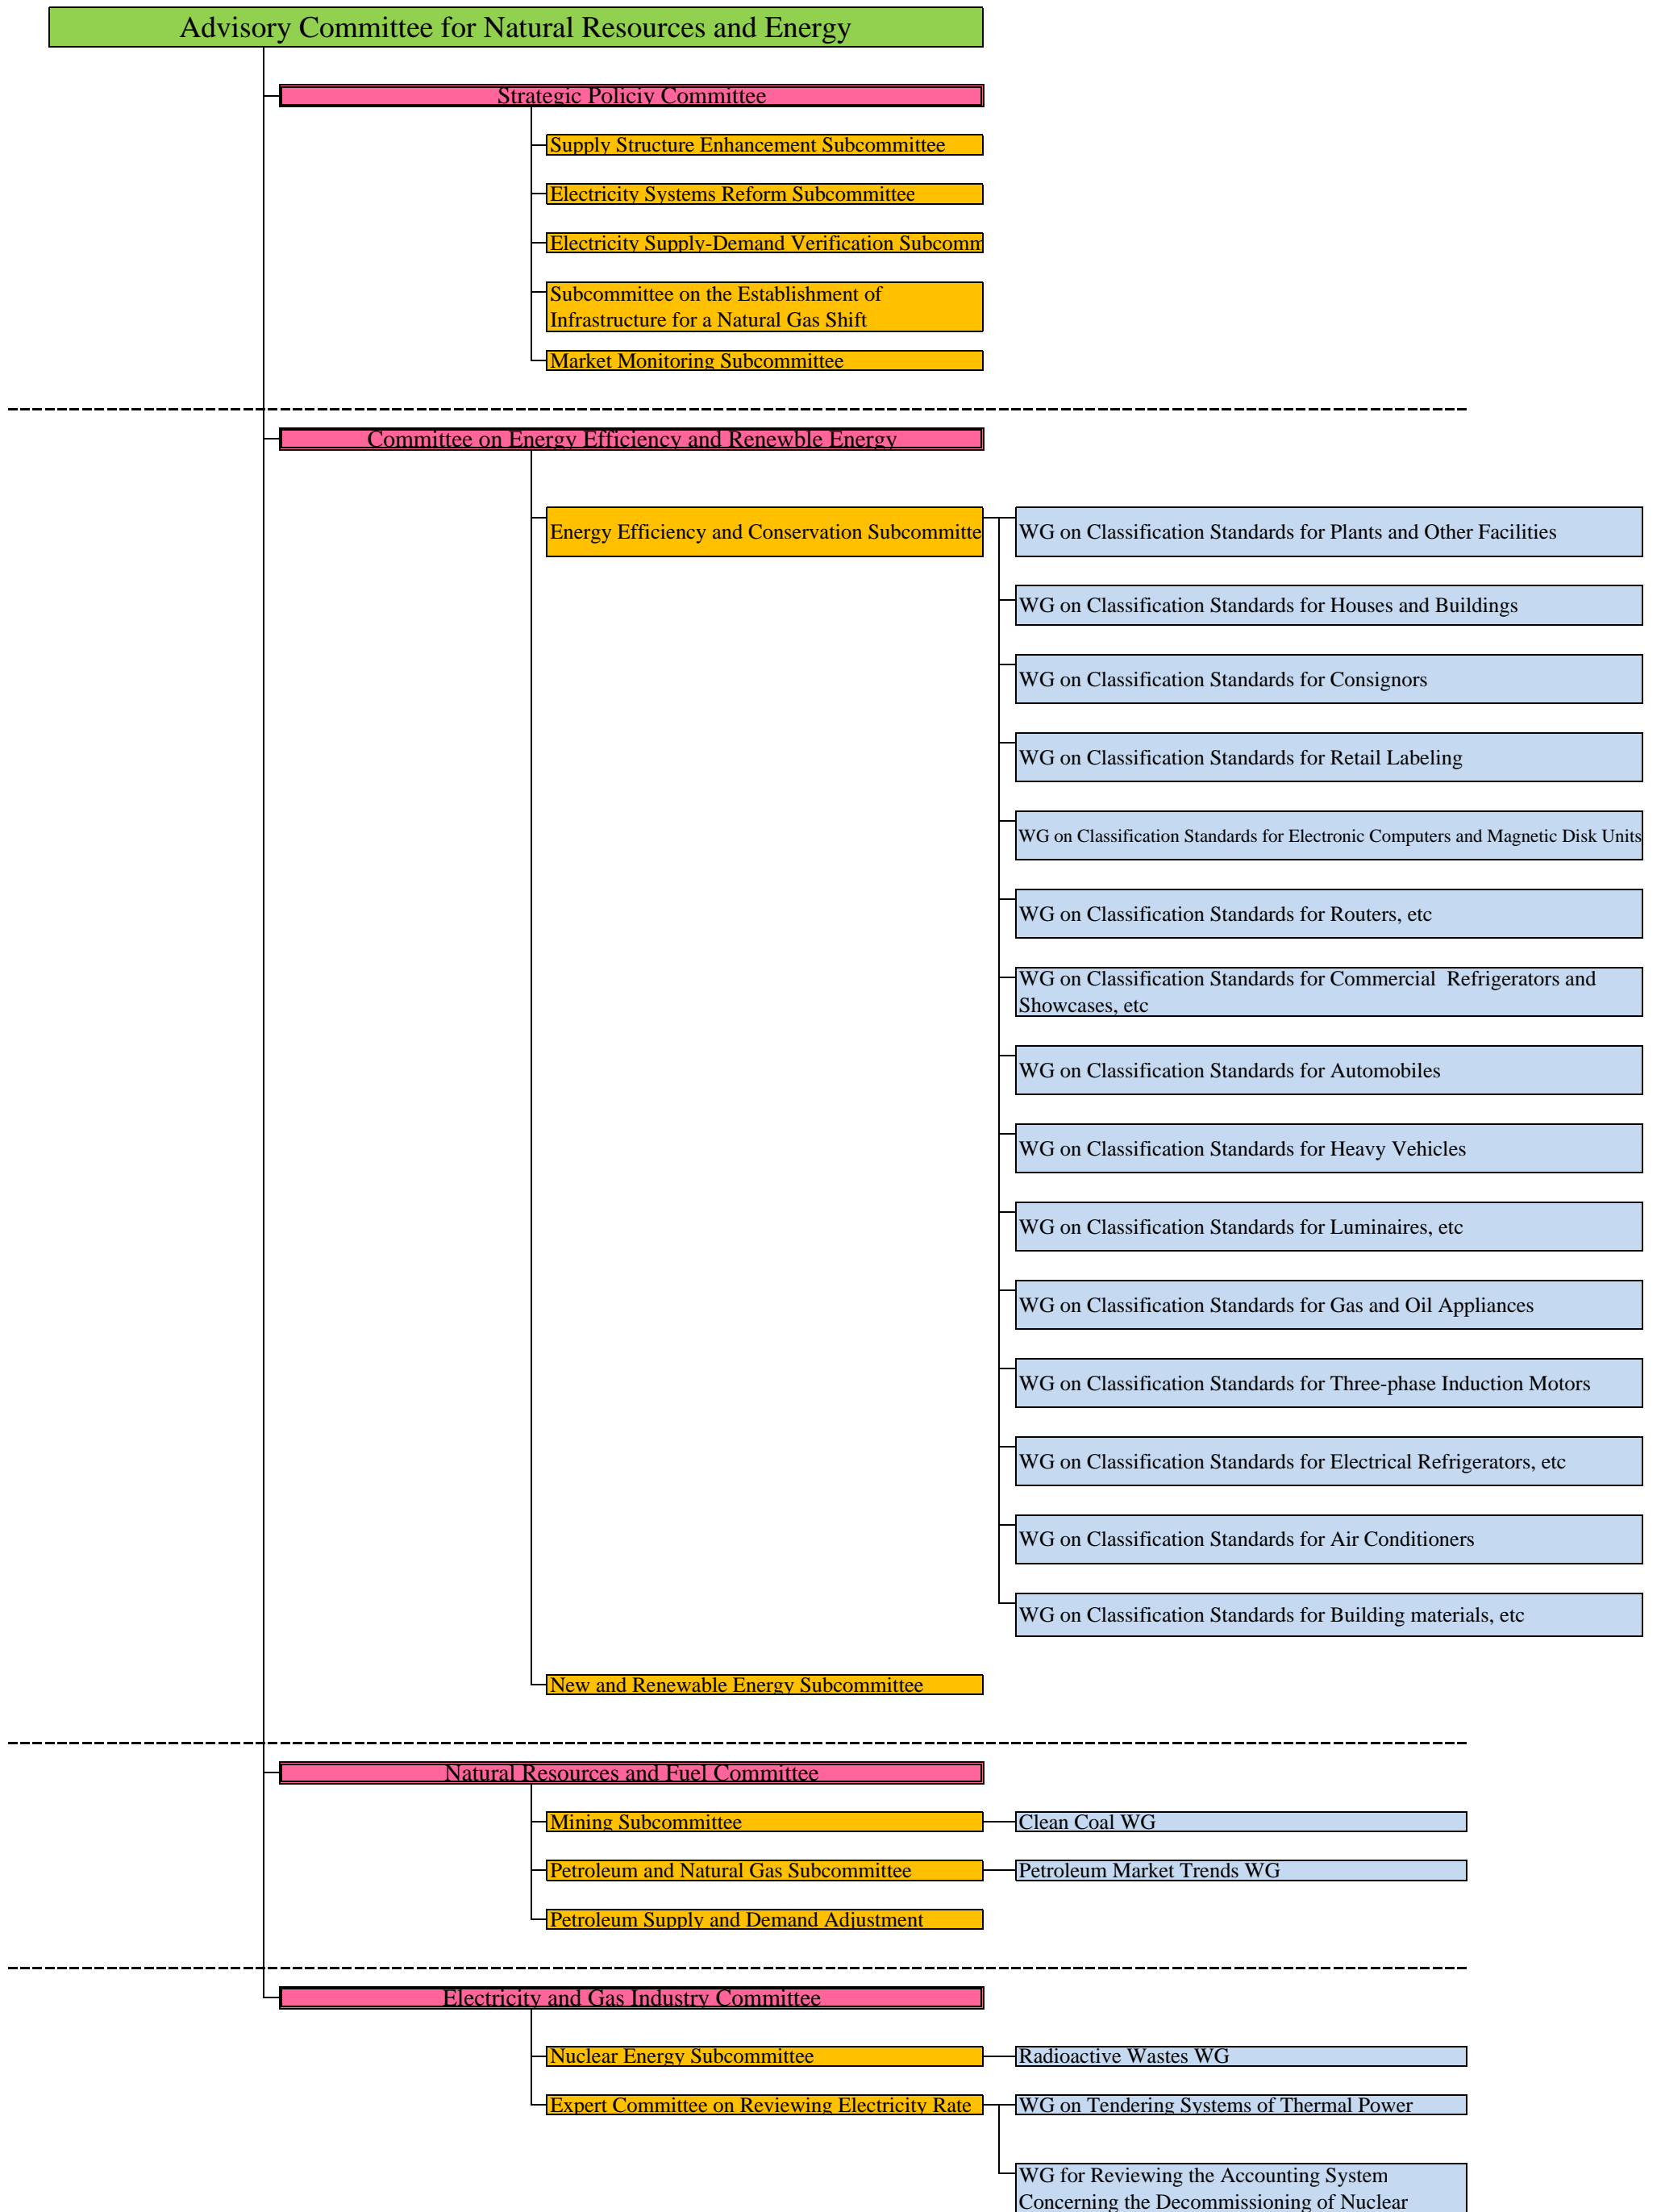 Advisory Committee for Natural Resources and Energy
Strategic Policiy Committee
Supply Structure Enhancement Subcommittee
Electricity Systems Reform Subcommittee
Electricity Supply-Demand Verification Subcomm
Subcommittee on the Establishment of
Infrastructure for a Natural Gas Shift
Market Monitoring Subcommittee
Committee on Energy Efficiency and Renewble Energy
Energy Efficiency and Conservation Subcommitte
WG on Classification Standards for Plants and Other Facilities
WG on Classification Standards for Houses and Buildings
WG on Classification Standards for Consignors
WG on Classification Standards for Retail Labeling
WG on Classification Standards for Electronic Computers and Magnetic Disk Units
WG on Classification Standards for Routers, etc
WG on Classification Standards for Commercial  Refrigerators and
Showcases, etc
WG on Classification Standards for Automobiles
WG on Classification Standards for Heavy Vehicles
WG on Classification Standards for Luminaires, etc
WG on Classification Standards for Gas and Oil Appliances
WG on Classification Standards for Three-phase Induction Motors
WG on Classification Standards for Electrical Refrigerators, etc
WG on Classification Standards for Air Conditioners
WG on Classification Standards for Building materials, etc
New and Renewable Energy Subcommittee
Natural Resources and Fuel Committee
Mining Subcommittee
Clean Coal WG
Petroleum and Natural Gas Subcommittee
Petroleum Market Trends WG
Petroleum Supply and Demand Adjustment
Electricity and Gas Industry Committee
Nuclear Energy Subcommittee
Radioactive Wastes WG
Expert Committee on Reviewing Electricity Rate
WG on Tendering Systems of Thermal Power
WG for Reviewing the Accounting System
Concerning the Decommissioning of Nuclear